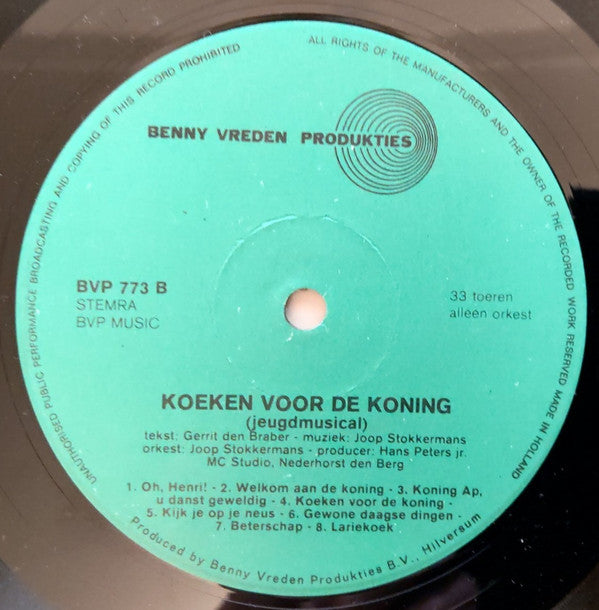 UNAUTHORISED PUBLIC PERFORMANCE BROADCASTING AND COPYING OF THIS RECORD PROHIBITED
ALL RIGHTS OF THE MANUFACTURERS AND THE OWNER OF THE RECORDED WORK RESERVED MADE IN HOLLAND
BENNY VREDEN PRODUKTIES
BVP 773 B
STEMRA
BVP MUSIC
33 toeren
alleen orkest
KOEKEN VOOR DE KONING
(jeugdmusical)
tekst: Gerrit den Braber - muziek: Joop Stokkermans
orkest: Joop Stokkermans - producer: Hans Peters jr.
MC Studio, Nederhorst den Berg
1. Oh, Henri! - 2. Welkom aan de koning - 3. Koning Ap,
u danst geweldig - 4. Koeken voor de koning -
5. Kijk je op je neus - 6. Gewone daagse dingen -
7. Beterschap - 8. Lariekoek
Produced by Benny Vreden Produkties B.V., Hilversum